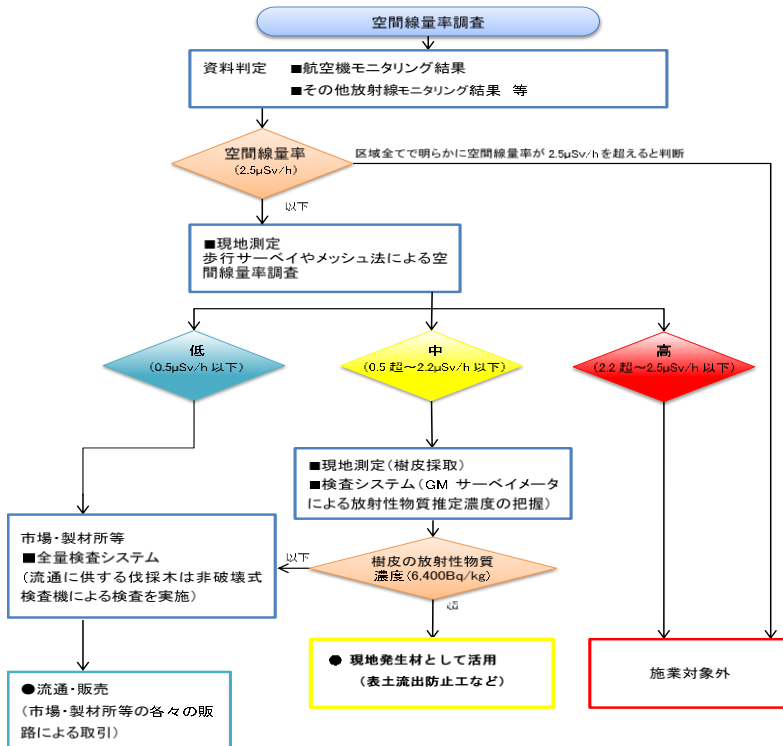 空間線量率調査
資料判定 ■航空機モニタリング結果
■その他放射線モニタリング結果 等
空間線量率
(2.5μSv/h)
区域全てで明らかに空間線量率が 2.5μSv/h を超えると判断
以下
■現地測定
歩行サーベイやメッシュ法による空
間線量率調査
低
(0.5μSv/h 以下)
中
(0.5 超～2.2μSv/h 以下)
高
(2.2 超～2.5μSv/h 以下)
■現地測定(樹皮採取)
■検査システム(GM サーベイメータ
による放射性物質推定濃度の把握)
市場・製材所等
■全量検査システム
(流通に供する伐採木は非破壊式
検査機による検査を実施)
以下
樹皮の放射性物質
濃度(6,400Bq/kg)
● 現地発生材として活用
(表土流出防止工など)
施業対象外
●流通・販売
(市場・製材所等の各々の販
路による取引)